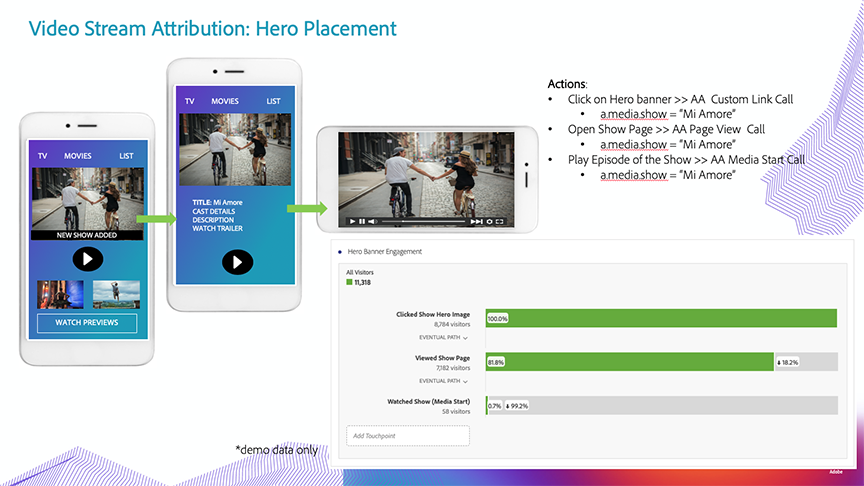 Video Stream Attribution: Hero Placement
TV MOVIES LIST
NEW SHOW ADDED
WATCH PREVIEWS
TV MOVIES LIST
TITLE: Mi Amore
CAST DETAILS
DESCRIPTION
WATCH TRAILER
Actions:
• Click on Hero banner >> AA Custom Link Call
• a.media.show = “Mi Amore”
• Open Show Page >> AA Page View Call
• a.media.show = “Mi Amore”
• Play Episode of the Show >> AA Media Start Call
• a.media.show = “Mi Amore”
Hero Banner Engagement
All Visitors
11,318
Clicked Show Hero Image
8,784 visitors
100.0%
EVENTUAL PATH
Viewed Show Page
7,182 visitors
81.8%
18.2%
EVENTUAL PATH
Watched Show (Media Start)
58 visitors
0.7%
99.2%
Add Touchpoint
*demo data only
Adobe